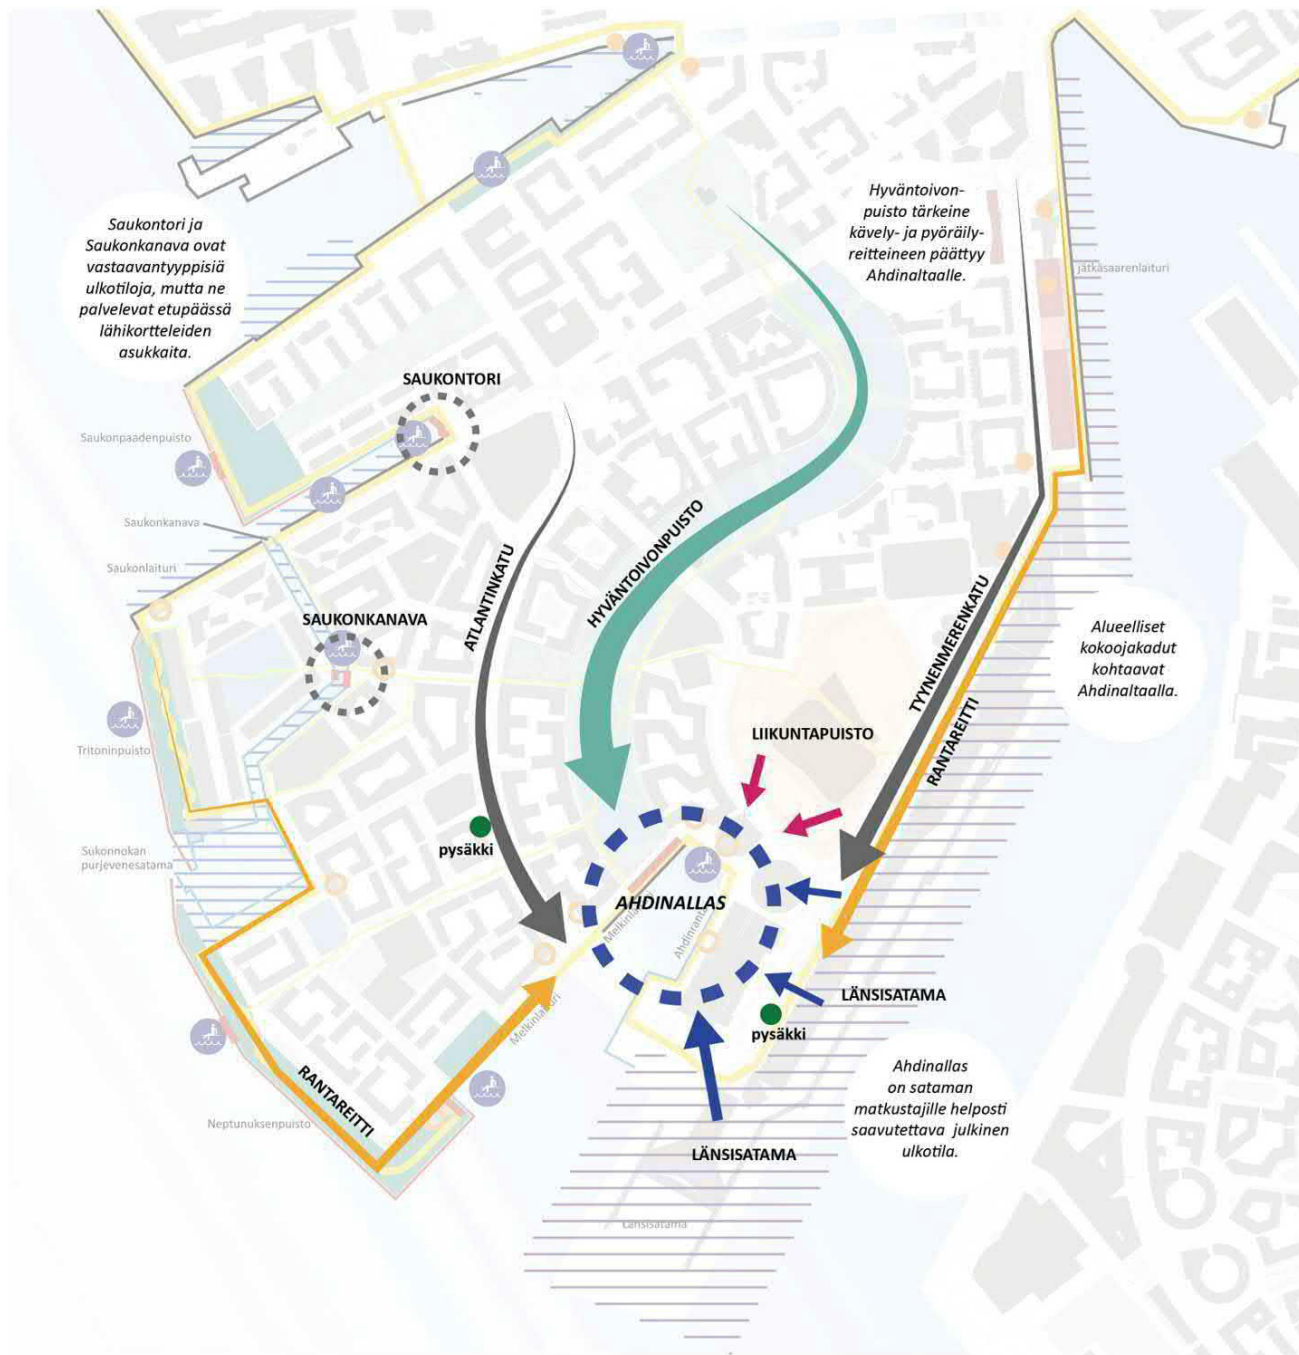 Saukontori ja
Saukonkanava ovat
vastaavantyyppisiä
ulkotiloja, mutta ne
palvelevat etupäässä
lähikortteleiden
asukkaita.
Hyväntoivon-
puisto tärkeine
kävely- ja pyöräily-
reitteineen päättyy
Ahdinaltaalle.
jätkäsaarenlaituri
SAUKONTORI
Saukonpaadenpuisto
Saukonkanava
Saukonlaituri
SAUKONKANAVA
ATLANTINKATU
HYVÄNTOIVONPUISTO
TYYNENMERENKATU
RANTAREITTI
Alueelliset
kokoojakadut
kohtaavat
Ahdinaltaalla.
Tritoninpuisto
LIIKUNTAPUISTO
Sukonnokan
purjevenesatama
pysäkki
AHDINALLAS
Ahdinranta
Melkinlaituri
LÄNSISATAMA
pysäkki
RANTAREITTI
Neptunuksenpuisto
Ahdinallas
on sataman
matkustajille helposti
saavutettava julkinen
ulkotila.
LÄNSISATAMA
Länsisatama